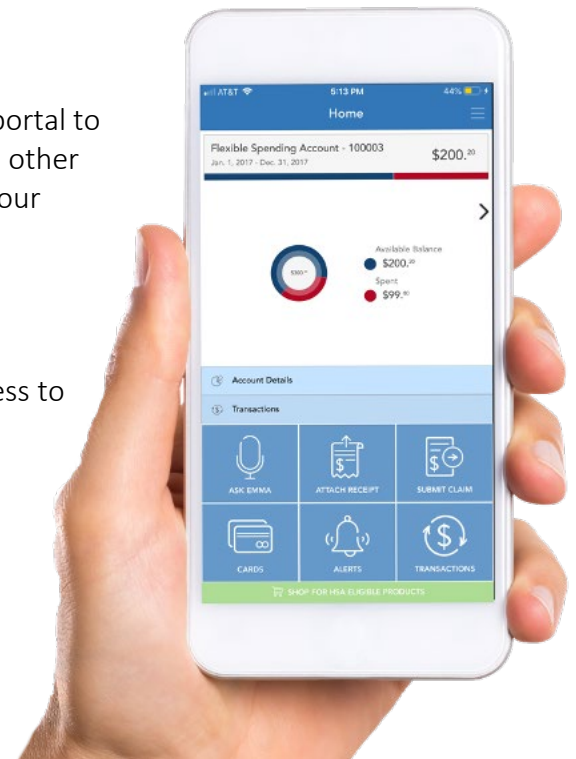 portal to
other
our
ess to
AT&T 5:13 PM 44%
Home
Flexible Spending Account - 100003
Jan. 1, 2017 - Dec. 31, 2017
$200.20
Available Balance
$200.20
Spent
$99.80
Account Details
Transactions
ASK EMMA ATTACH RECEIPT SUBMIT CLAIM
CARDS ALERTS TRANSACTIONS
SHOP FOR HSA ELIGIBLE PRODUCTS